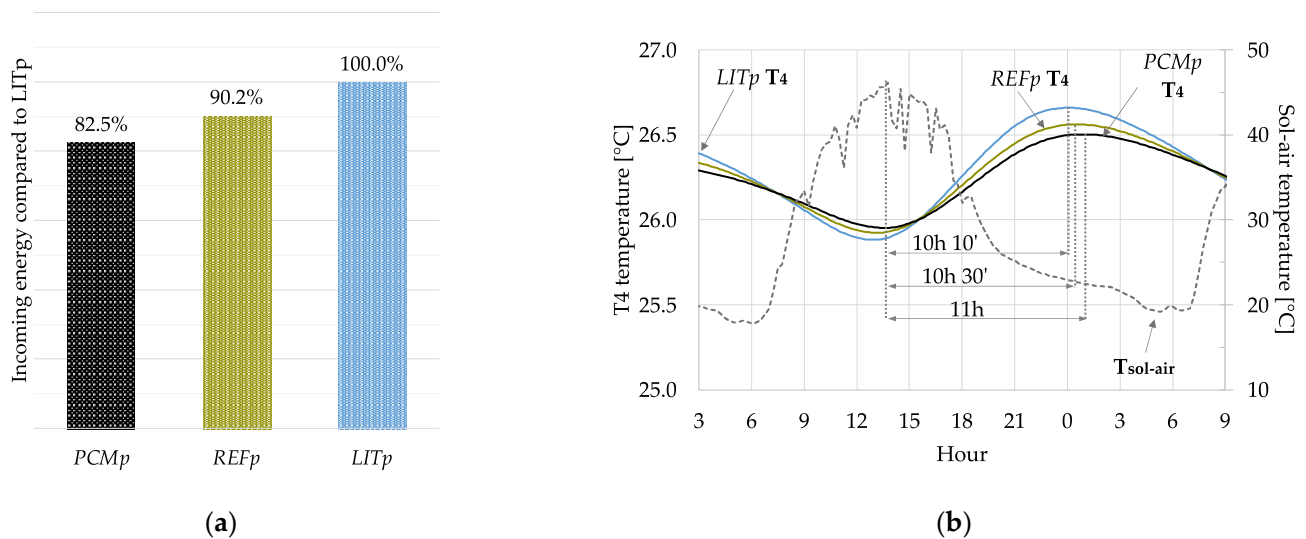 Incoming energy compared to LITp
82.5%
90.2%
100.0%
PCMp
REFp
LITp
(a)
T4 temperature [°C]
27.0
26.5
26.0
25.5
25.0
LITp T4
REFp T4
PCMp
T4
10h 10'
10h 30'
11h
Tsol-air
50
40
30
20
10
Sol-air temperature [°C]
3 6 9 12 15 18 21 0 3 6 9
Hour
(b)